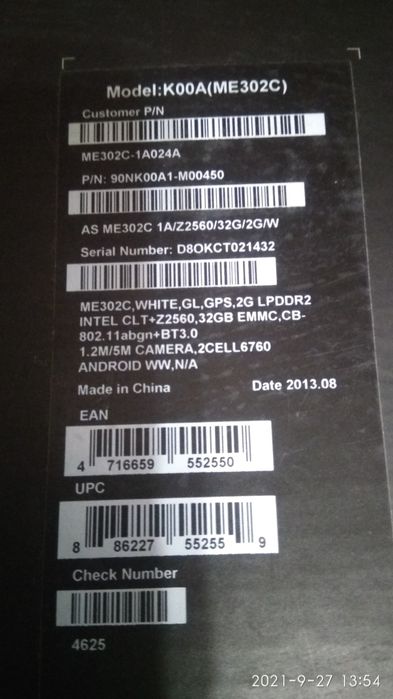 Model:K00A(ME302C)
Customer P/N
ME302C-1A024A
P/N: 90NK00A1-M00450
AS ME302C 1A/Z2560/32G/2G/W
Serial Number: D8OKCT021432
ME302C,WHITE,GL,GPS,2G LPDDR2
INTEL CLT+Z2560,32GB EMMC,CB-
802.11abgn+BT3.0
1.2M/5M CAMERA,2CELL6760
ANDROID WW,N/A
Made in China Date 2013.08
EAN
4 716659 552550
UPC
8 86227 55255 9
Check Number
4625
2021-9-27 13:54